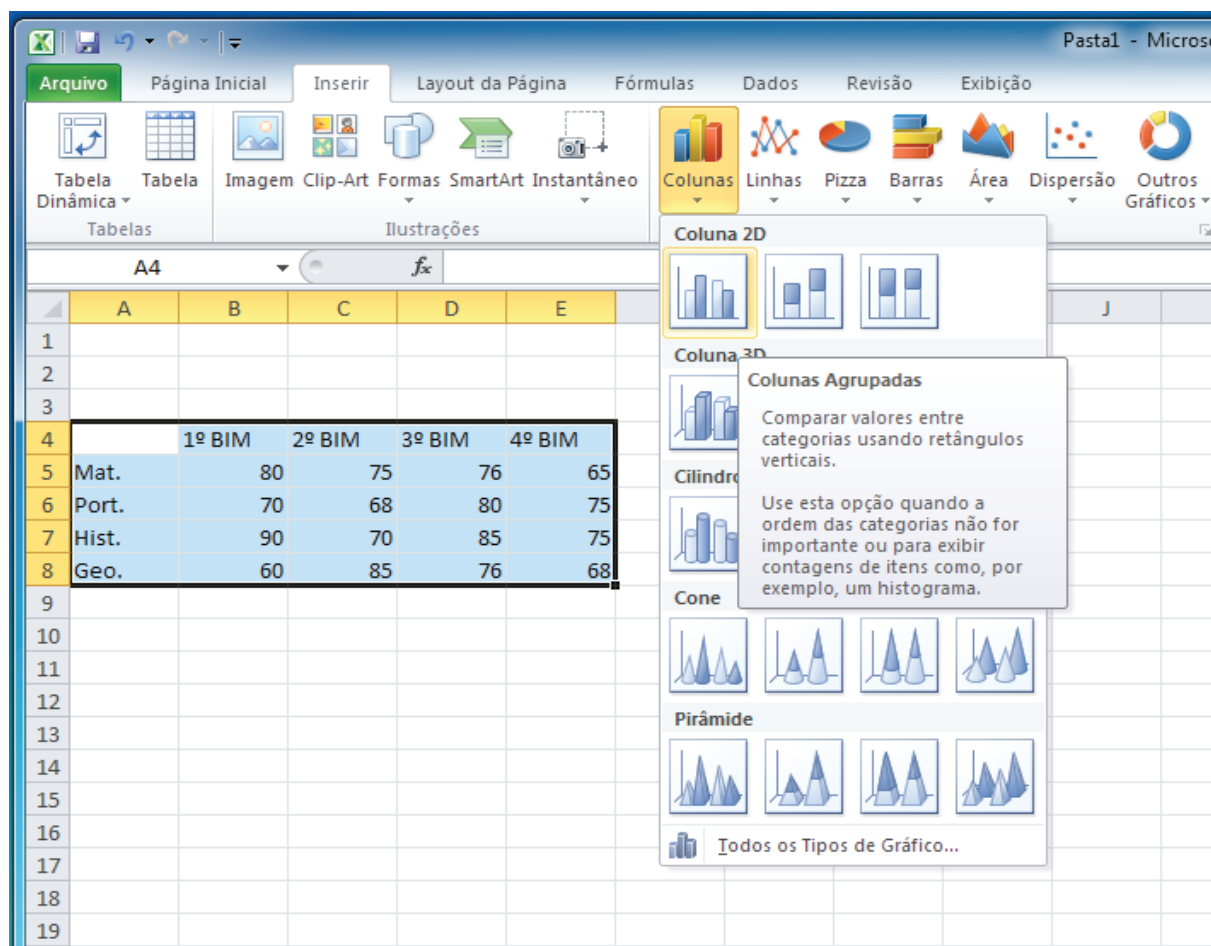 Pasta1 - Micros
Arquivo Página Inicial Inserir Layout da Página Fórmulas Dados Revisão Exibição
Tabela Dinâmica
Tabela
Imagem
Clip-Art
Formas
SmartArt
Instantâneo
Colunas
Linhas
Pizza
Barras
Área
Dispersão
Outros Gráficos
Tabelas
Ilustrações
A4
fx
A B C D E J
1
2
3
4 1º BIM 2º BIM 3º BIM 4º BIM
5 Mat. 80 75 76 65
6 Port. 70 68 80 75
7 Hist. 90 70 85 75
8 Geo. 60 85 76 68
9
10
11
12
13
14
15
16
17
18
19
Coluna 2D
Coluna 3D
Colunas Agrupadas
Comparar valores entre
categorias usando retângulos
verticais.
Use esta opção quando a
ordem das categorias não for
importante ou para exibir
contagens de itens como, por
exemplo, um histograma.
Cilindro
Cone
Pirâmide
Todos os Tipos de Gráfico...